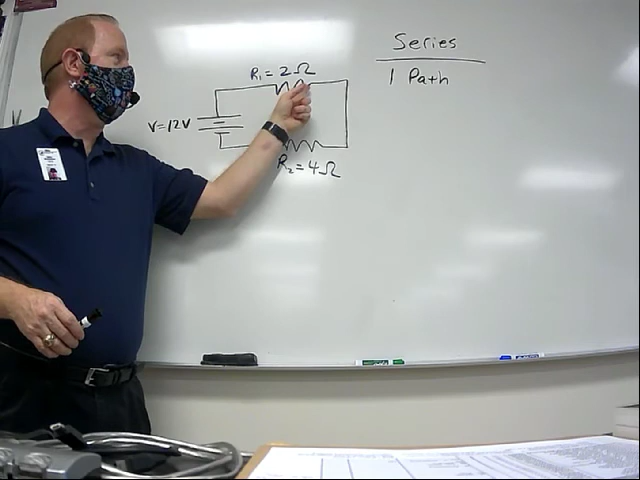 Series
1 Path
R₁ = 2Ω
V=12V
R₂ = 4Ω